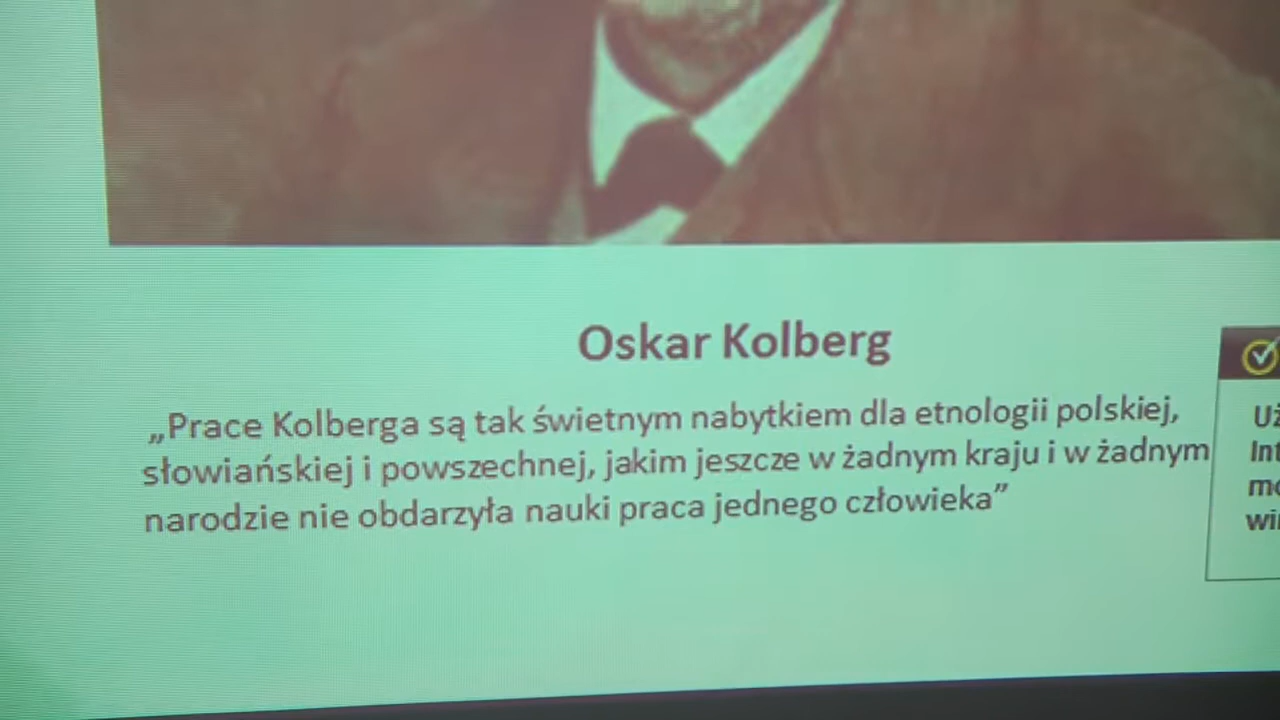 Oskar Kolberg
„Prace Kolberga są tak świetnym nabytkiem dla etnologii polskiej,
słowiańskiej i powszechnej, jakim jeszcze w żadnym kraju i w żadnym
narodzie nie obdarzyła nauki praca jednego człowieka”